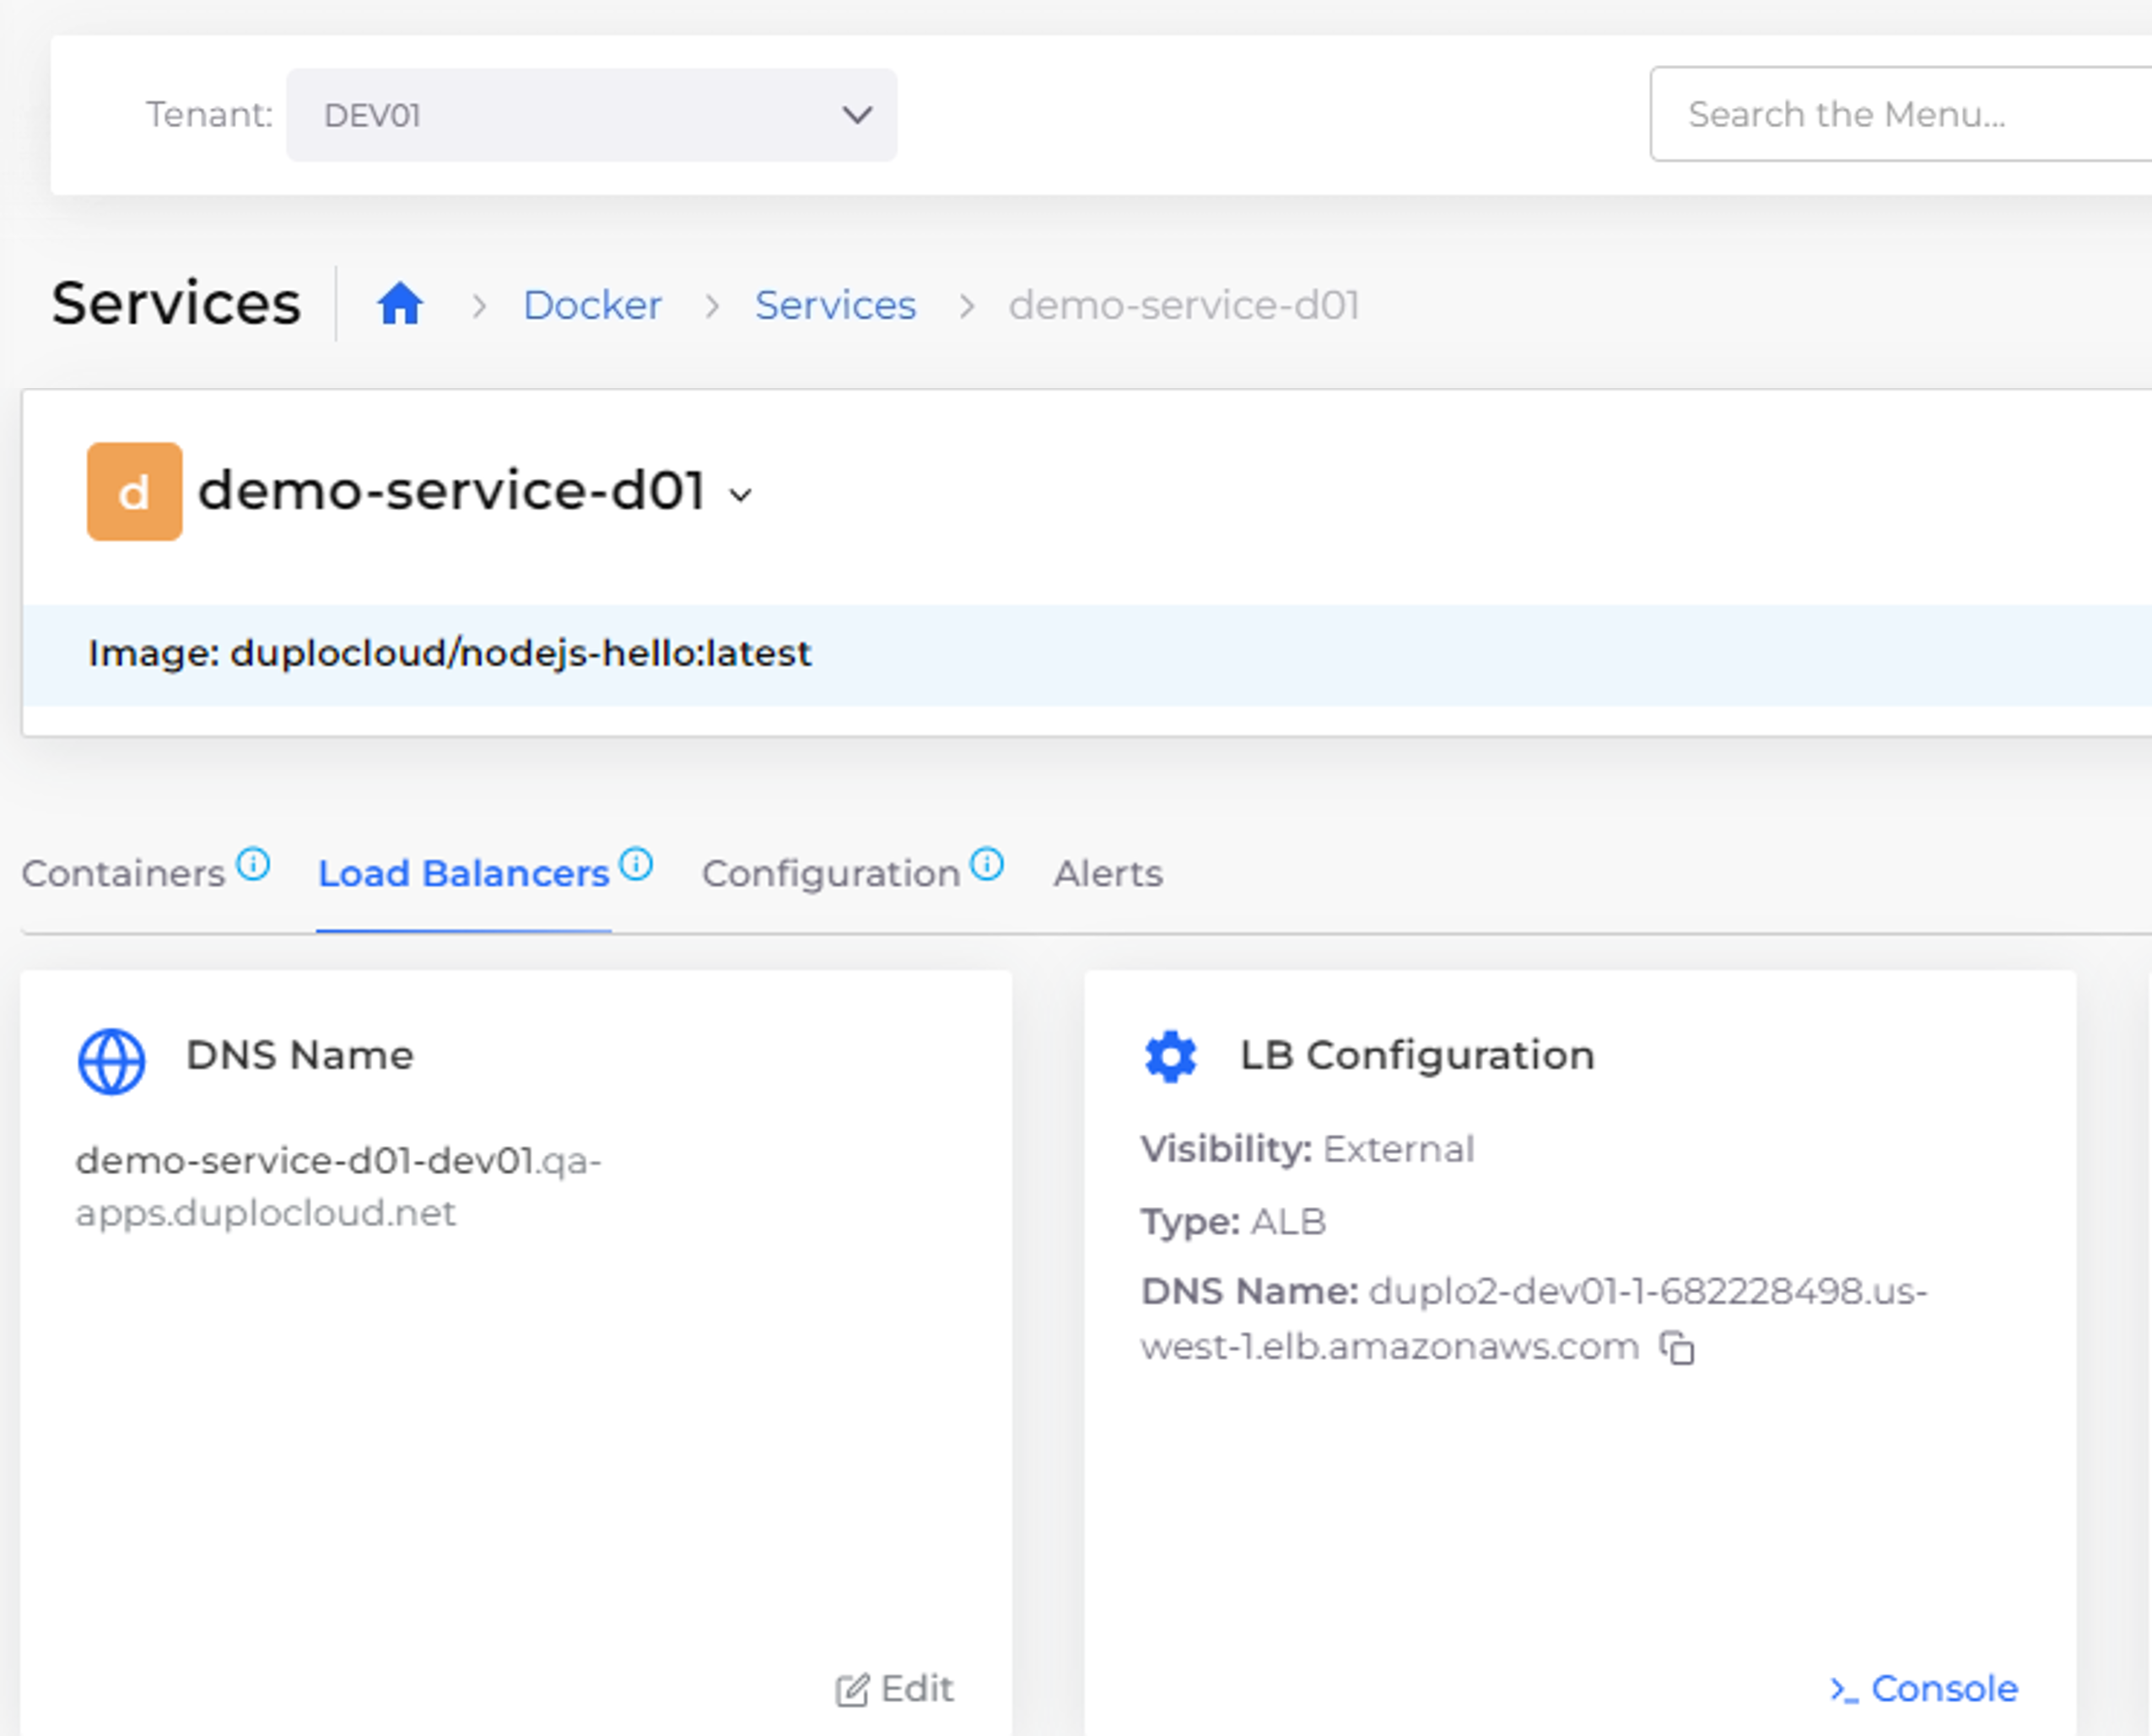 Tenant: DEV01 Search the Menu...
Services Docker Services demo-service-d01
d demo-service-d01
Image: duplocloud/nodejs-hello:latest
Containers Load Balancers Configuration Alerts
DNS Name
demo-service-d01-dev01.qa-
apps.duplocloud.net
Edit
LB Configuration
Visibility: External
Type: ALB
DNS Name: duplo2-dev01-1-682228498.us-
west-1.elb.amazonaws.com
>_ Console